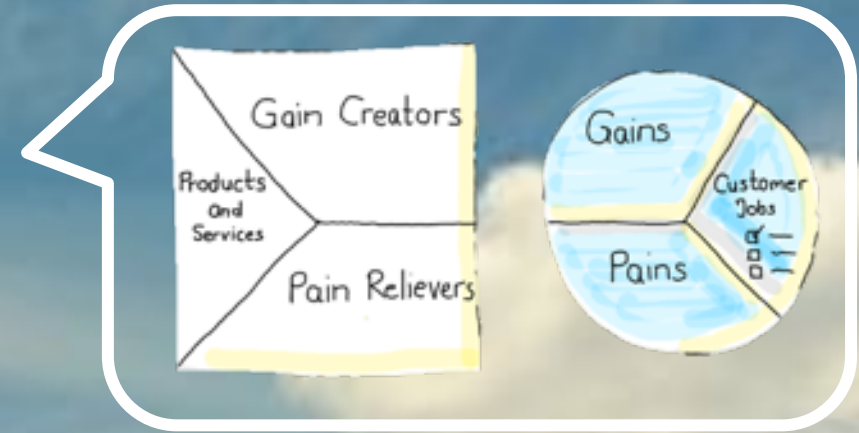 Gain Creators
Products
and
Services
Pain Relievers
Gains
Customer
Jobs
Pains